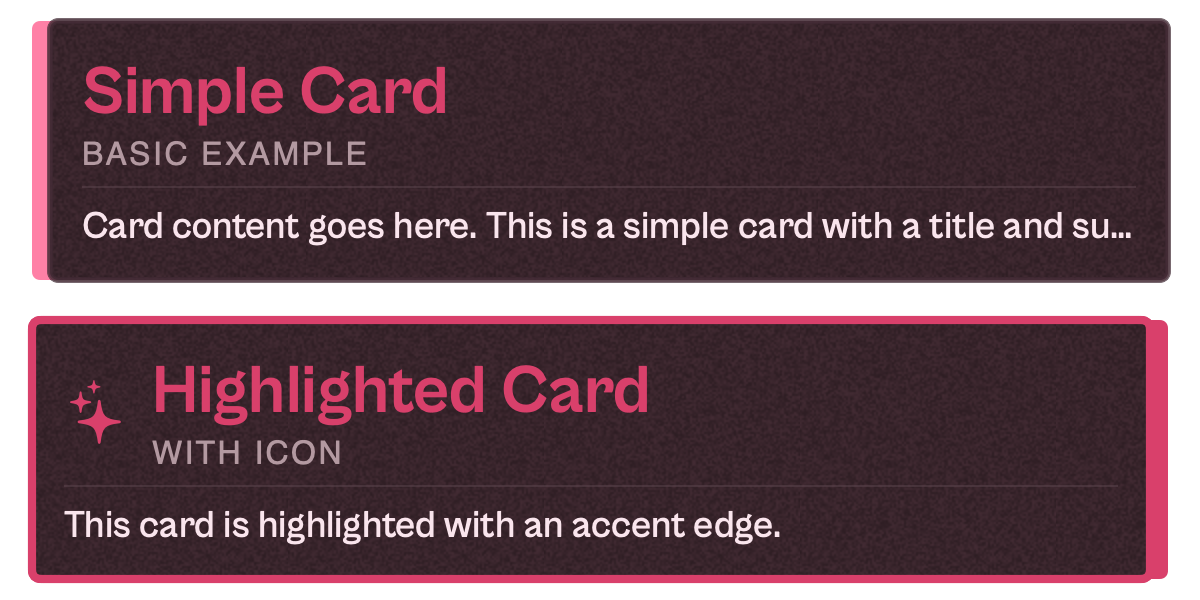 Simple Card
BASIC EXAMPLE
Card content goes here. This is a simple card with a title and su...
Highlighted Card
WITH ICON
This card is highlighted with an accent edge.